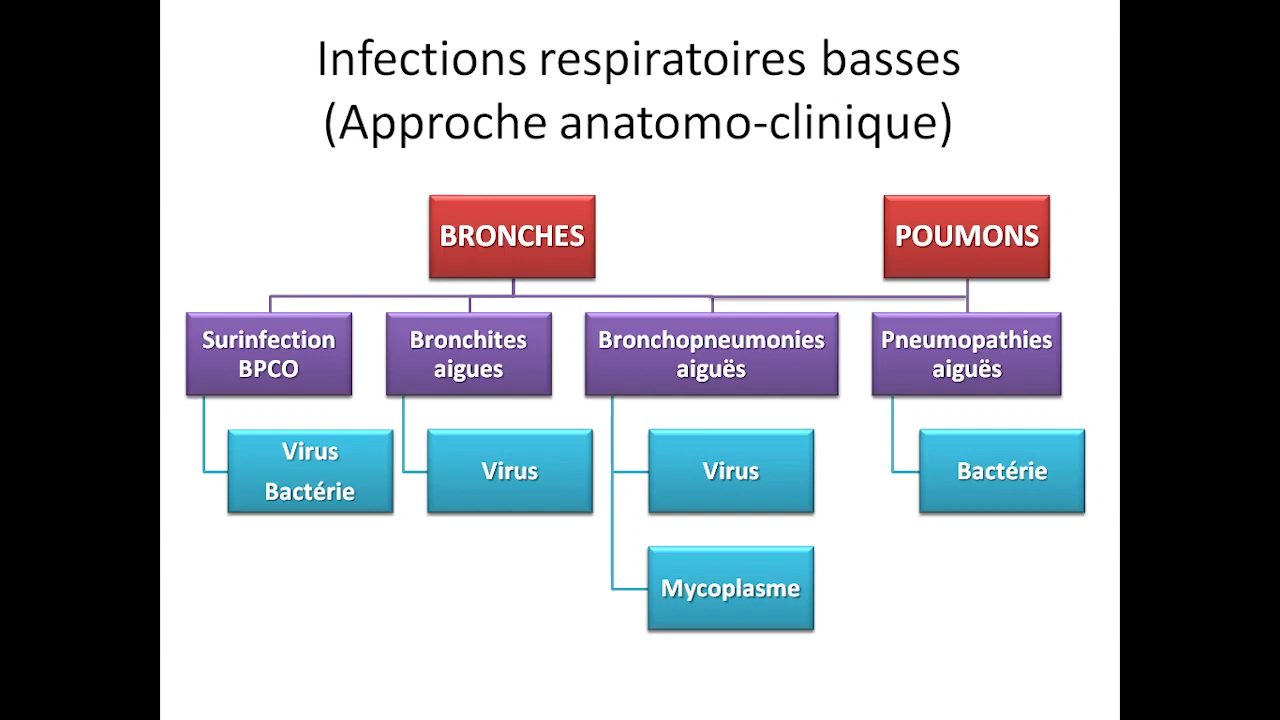 Infections respiratoires basses
(Approche anatomo-clinique)
BRONCHES
POUMONS
Surinfection
BPCO
Bronchites
aigues
Bronchopneumonies
aiguës
Pneumopathies
aiguës
Virus
Bactérie
Virus
Virus
Bactérie
Mycoplasme